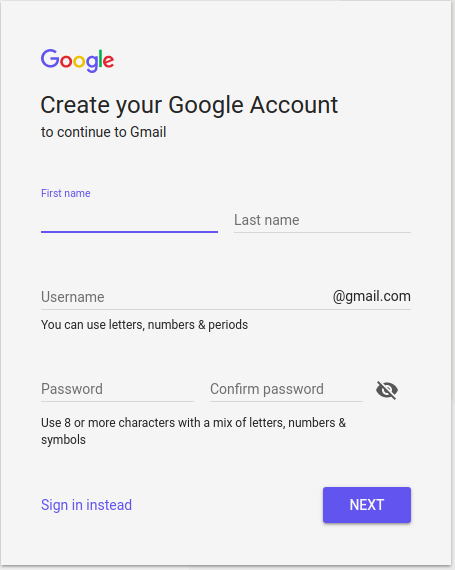 Google
Create your Google Account
to continue to Gmail
First name
Last name
Username @gmail.com
You can use letters, numbers & periods
Password Confirm password
Use 8 or more characters with a mix of letters, numbers &
symbols
Sign in instead NEXT